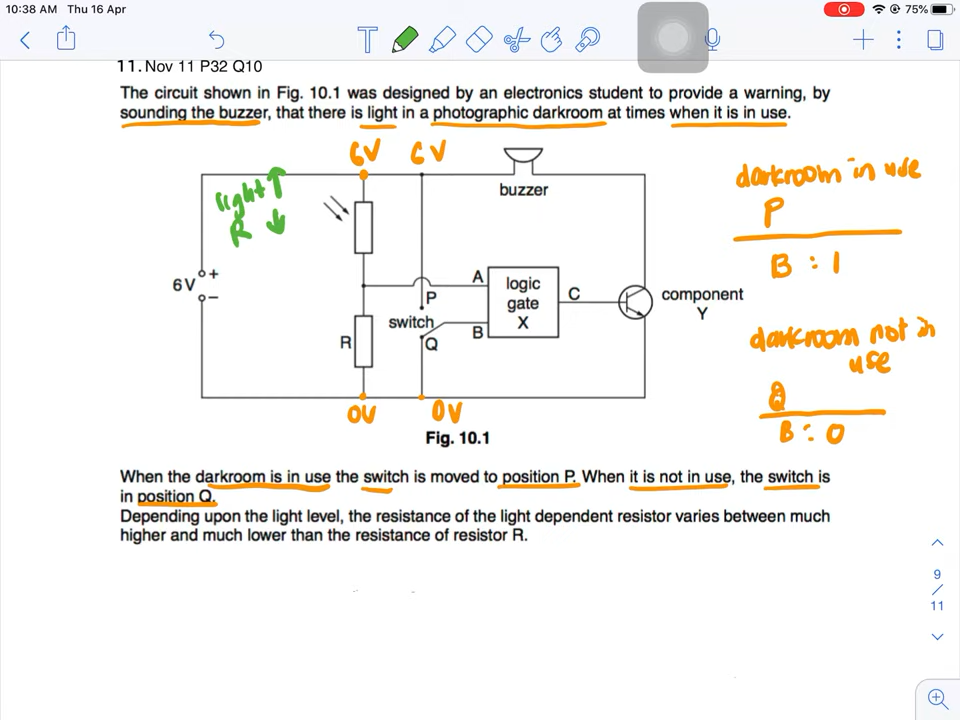 10:38 AM Thu 16 Apr
75%
T
11. Nov 11 P32 Q10
The circuit shown in Fig. 10.1 was designed by an electronics student to provide a warning, by
sounding the buzzer, that there is light in a photographic darkroom at times when it is in use.
6V 6V
light ↑
R ↓
buzzer
darkroom in use
P
B : 1
6V
+
–
A
P
logic
gate
X
C
component
Y
switch
B
R
Q
darkroom not in
use
Q
B : 0
0V 0V
Fig. 10.1
When the darkroom is in use the switch is moved to position P. When it is not in use, the switch is
in position Q.
Depending upon the light level, the resistance of the light dependent resistor varies between much
higher and much lower than the resistance of resistor R.
9
/
11